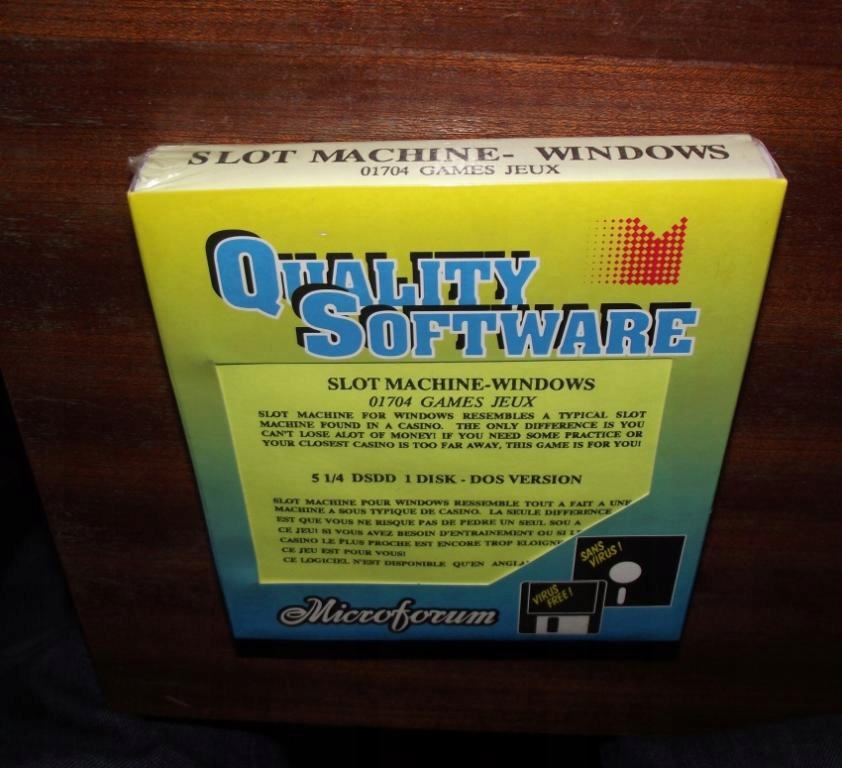 SLOT MACHINE- WINDOWS
01704 GAMES JEUX
QUALITY
SOFTWARE
SLOT MACHINE-WINDOWS
01704 GAMES JEUX
SLOT MACHINE FOR WINDOWS RESEMBLES A TYPICAL SLOT
MACHINE FOUND IN A CASINO. THE ONLY DIFFERENCE IS YOU
CAN'T LOSE ALOT OF MONEY! IF YOU NEED SOME PRACTICE OR
YOUR CLOSEST CASINO IS TOO FAR AWAY, THIS GAME IS FOR YOU!
5 1/4 DSDD 1 DISK - DOS VERSION
SLOT MACHINE POUR WINDOWS RESSEMBLE TOUT A FAIT A UNE
MACHINE A SOUS TYPIQUE DE CASINO. LA SEULE DIFFERENCE
EST QUE VOUS NE RISQUE PAS DE PEDRE UN SEUL SOU A
CE JEU! SI VOUS AVEZ BESOIN D'ENTRAINEMENT OU SI L
CASINO LE PLUS PROCHE EST ENCORE TROP ELOIGNE
CE JEU EST POUR VOUS!
CE LOGICIEL N'EST DISPONIBLE QU'EN ANGLA
SANS
VIRUS!
VIRUS
FREE!
Microforum